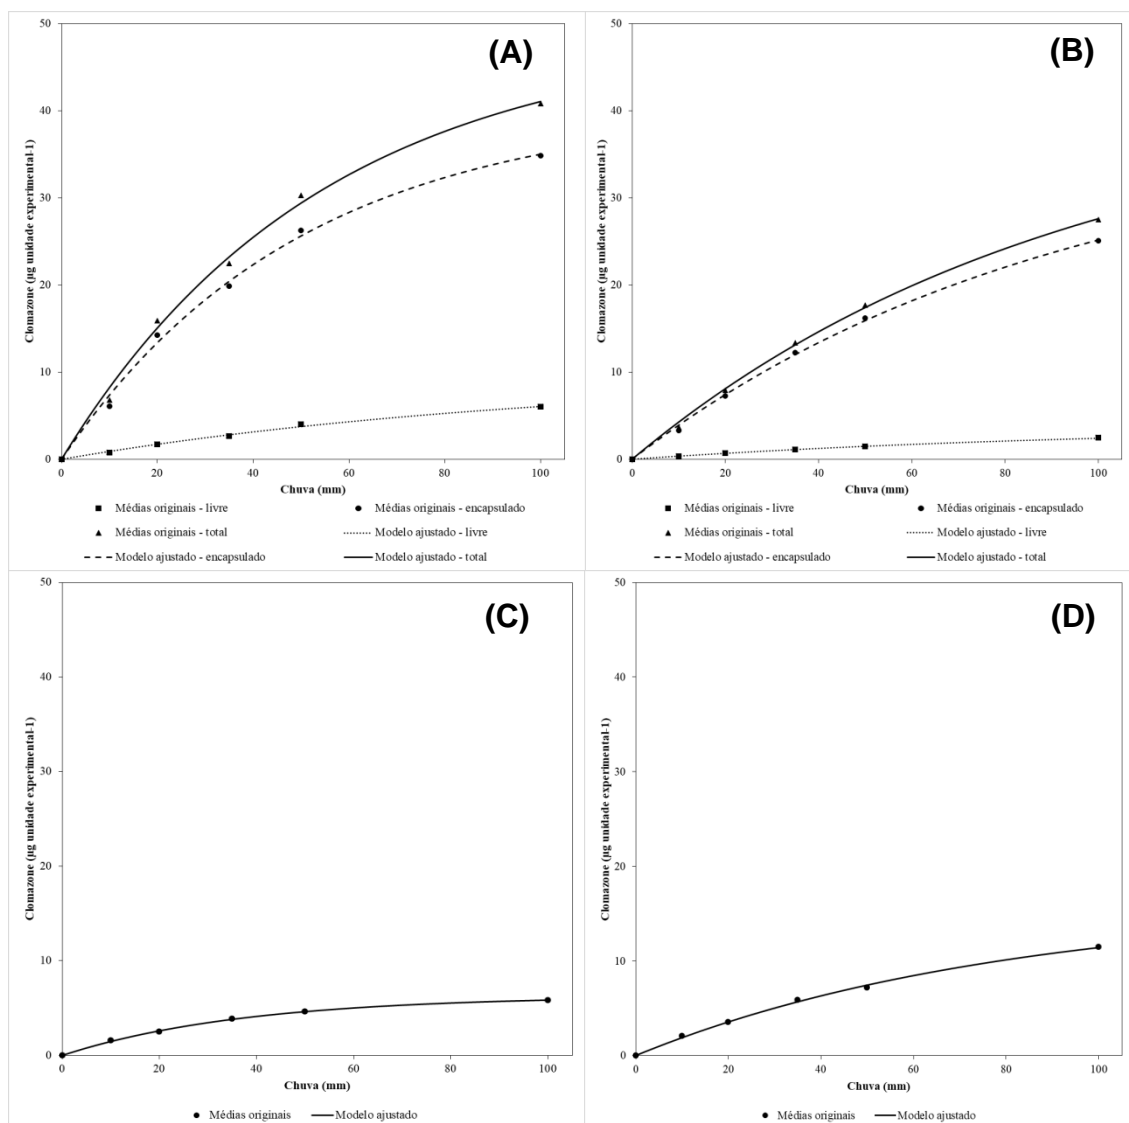 (A)
Clomazone (µg unidade experimental-1)
50
40
30
20
10
0
0 20 40 60 80 100
Chuva (mm)
Médias originais - livre
Médias originais - encapsulado
Médias originais - total
Modelo ajustado - livre
Modelo ajustado - encapsulado
Modelo ajustado - total
(B)
Clomazone (µg unidade experimental-1)
50
40
30
20
10
0
0 20 40 60 80 100
Chuva (mm)
Médias originais - livre
Médias originais - encapsulado
Médias originais - total
Modelo ajustado - livre
Modelo ajustado - encapsulado
Modelo ajustado - total
(C)
Clomazone (µg unidade experimental-1)
50
40
30
20
10
0
0 20 40 60 80 100
Chuva (mm)
Médias originais
Modelo ajustado
(D)
Clomazone (µg unidade experimental-1)
50
40
30
20
10
0
0 20 40 60 80 100
Chuva (mm)
Médias originais
Modelo ajustado